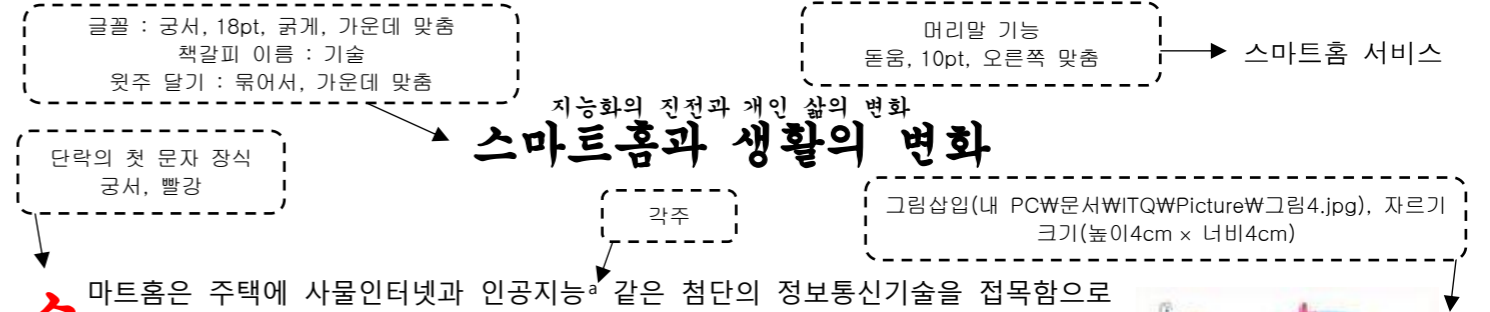 글꼴 : 궁서, 18pt, 굵게, 가운데 맞춤
책갈피 이름 : 기술
윗주 달기 : 묶어서, 가운데 맞춤
머리말 기능
돋움, 10pt, 오른쪽 맞춤
스마트홈 서비스
지능화의 진전과 개인 삶의 변화
스마트홈과 생활의 변화
단락의 첫 문자 장식
궁서, 빨강
각주
그림삽입(내 PC₩문서₩ITQ₩Picture₩그림4.jpg), 자르기
크기(높이4cm × 너비4cm)
스마트홈은 주택에 사물인터넷과 인공지능ª 같은 첨단의 정보통신기술을 접목함으로